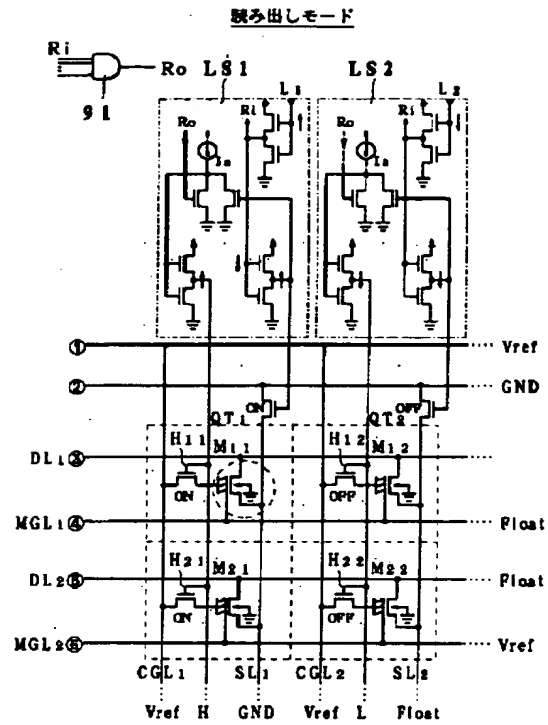 読み出しモード
Ri
Ro
91
LS1
LS2
L1
L2
Ro
Ri
Ro
Ri
Is
Is
① Vref
② GND
ON
OFF
QT1
QT2
H11
M11
H12
M12
DL1③
ON
OFF
MGL1④ Float
H21
M21
H22
M22
DL2⑤ Float
ON
OFF
MGL2⑥ Vref
CGL1
SL1
CGL2
SL2
Vref H GND Vref L Float